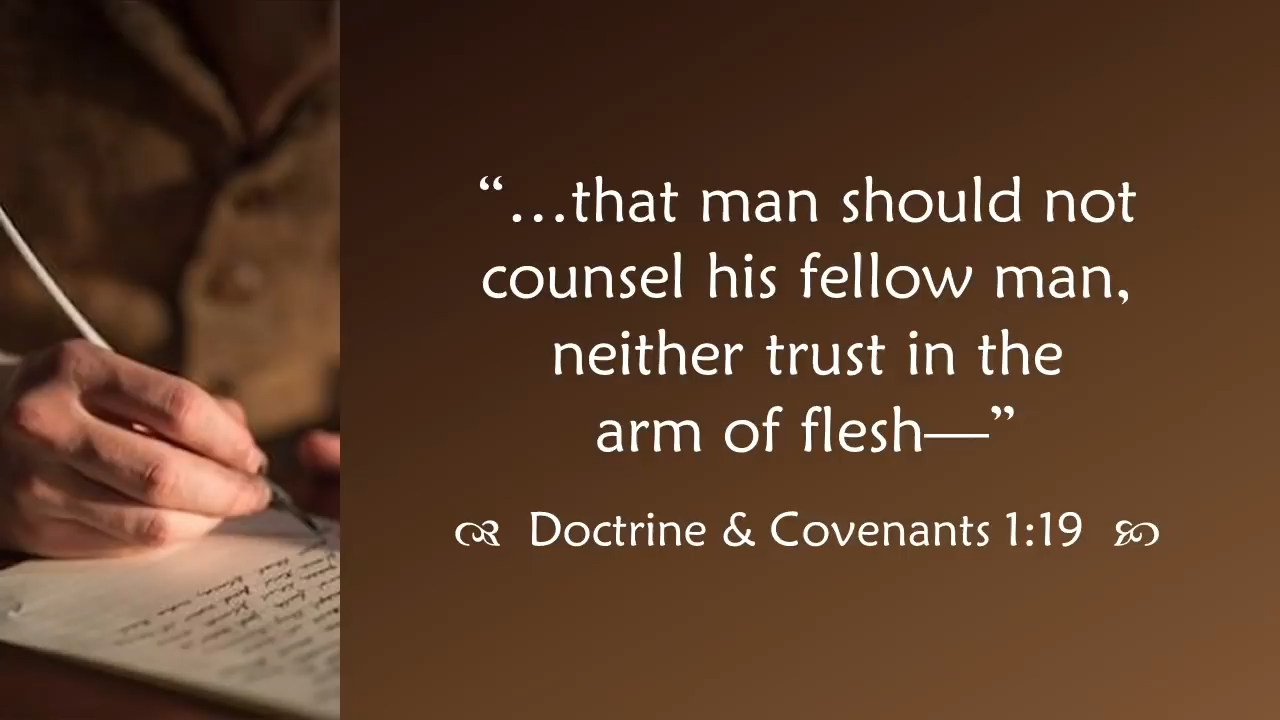 “…that man should not
counsel his fellow man,
neither trust in the
arm of flesh—”
Doctrine & Covenants 1:19